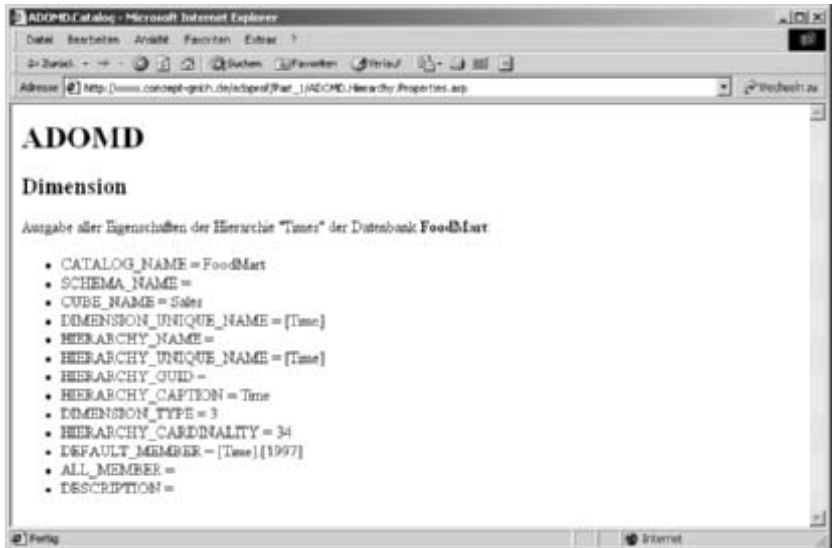 ADOMD.Catalog - Microsoft Internet Explorer
Datei Bearbeiten Ansicht Favoriten Extras ?
Zurück Suchen Favoriten Verlauf
Adresse Wechseln zu
ADOMD
Dimension
Ausgabe aller Eigenschaften der Hierarchie "Times" der Datenbank FoodMart
• CATALOG_NAME = FoodMart
• SCHEMA_NAME =
• CUBE_NAME = Sales
• DIMENSION_UNIQUE_NAME = [Time]
• HIERARCHY_NAME =
• HIERARCHY_UNIQUE_NAME = [Time]
• HIERARCHY_GUID =
• HIERARCHY_CAPTION = Time
• DIMENSION_TYPE = 3
• HIERARCHY_CARDINALITY = 34
• DEFAULT_MEMBER = [Time].[1997]
• ALL_MEMBER =
• DESCRIPTION =
Fertig Internet